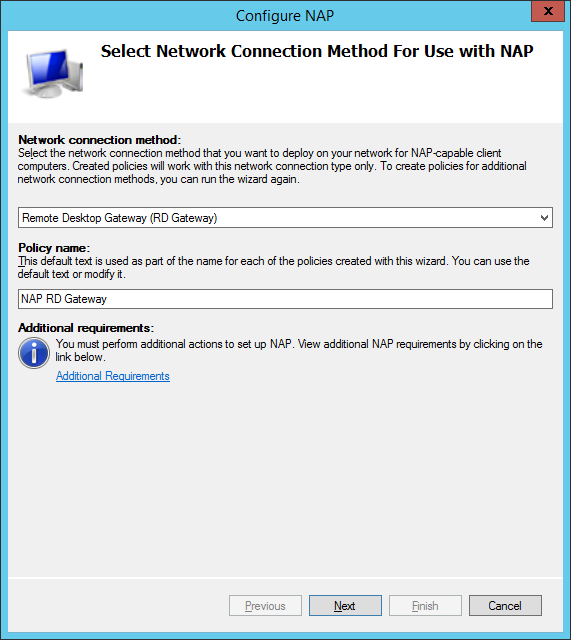 Configure NAP
x
Select Network Connection Method For Use with NAP
Network connection method:
Select the network connection method that you want to deploy on your network for NAP-capable client
computers. Created policies will work with this network connection type only. To create policies for additional
network connection methods, you can run the wizard again.
Remote Desktop Gateway (RD Gateway)
Policy name:
This default text is used as part of the name for each of the policies created with this wizard. You can use the
default text or modify it.
NAP RD Gateway
Additional requirements:
You must perform additional actions to set up NAP. View additional NAP requirements by clicking on the
link below.
Additional Requirements
Previous
Next
Finish
Cancel